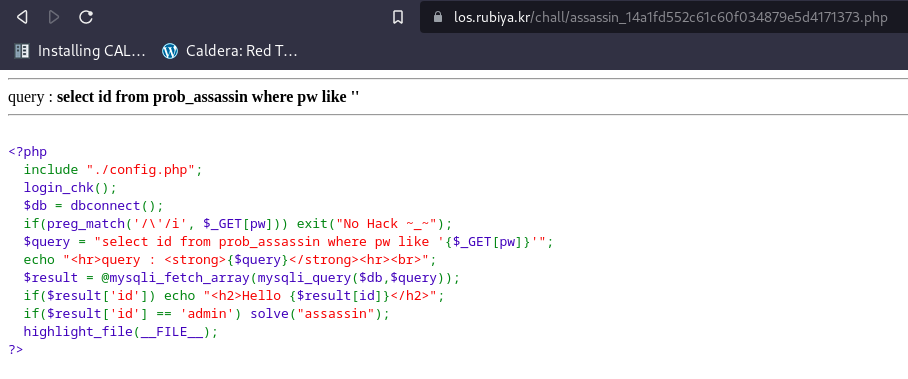 los.rubiya.kr/chall/assassin_14a1fd552c61c60f034879e5d4171373.php
Installing CAL... Caldera: Red T...
query : select id from prob_assassin where pw like ''
<?php
  include "./config.php";
  login_chk();
  $db = dbconnect();
  if(preg_match('/\'/i', $_GET[pw])) exit("No Hack ~_~");
  $query = "select id from prob_assassin where pw like '{$_GET[pw]}'";
  echo "<hr>query : <strong>{$query}</strong><hr><br>";
  $result = @mysqli_fetch_array(mysqli_query($db,$query));
  if($result['id']) echo "<h2>Hello {$result[id]}</h2>";
  if($result['id'] == 'admin') solve("assassin");
  highlight_file(__FILE__);
?>